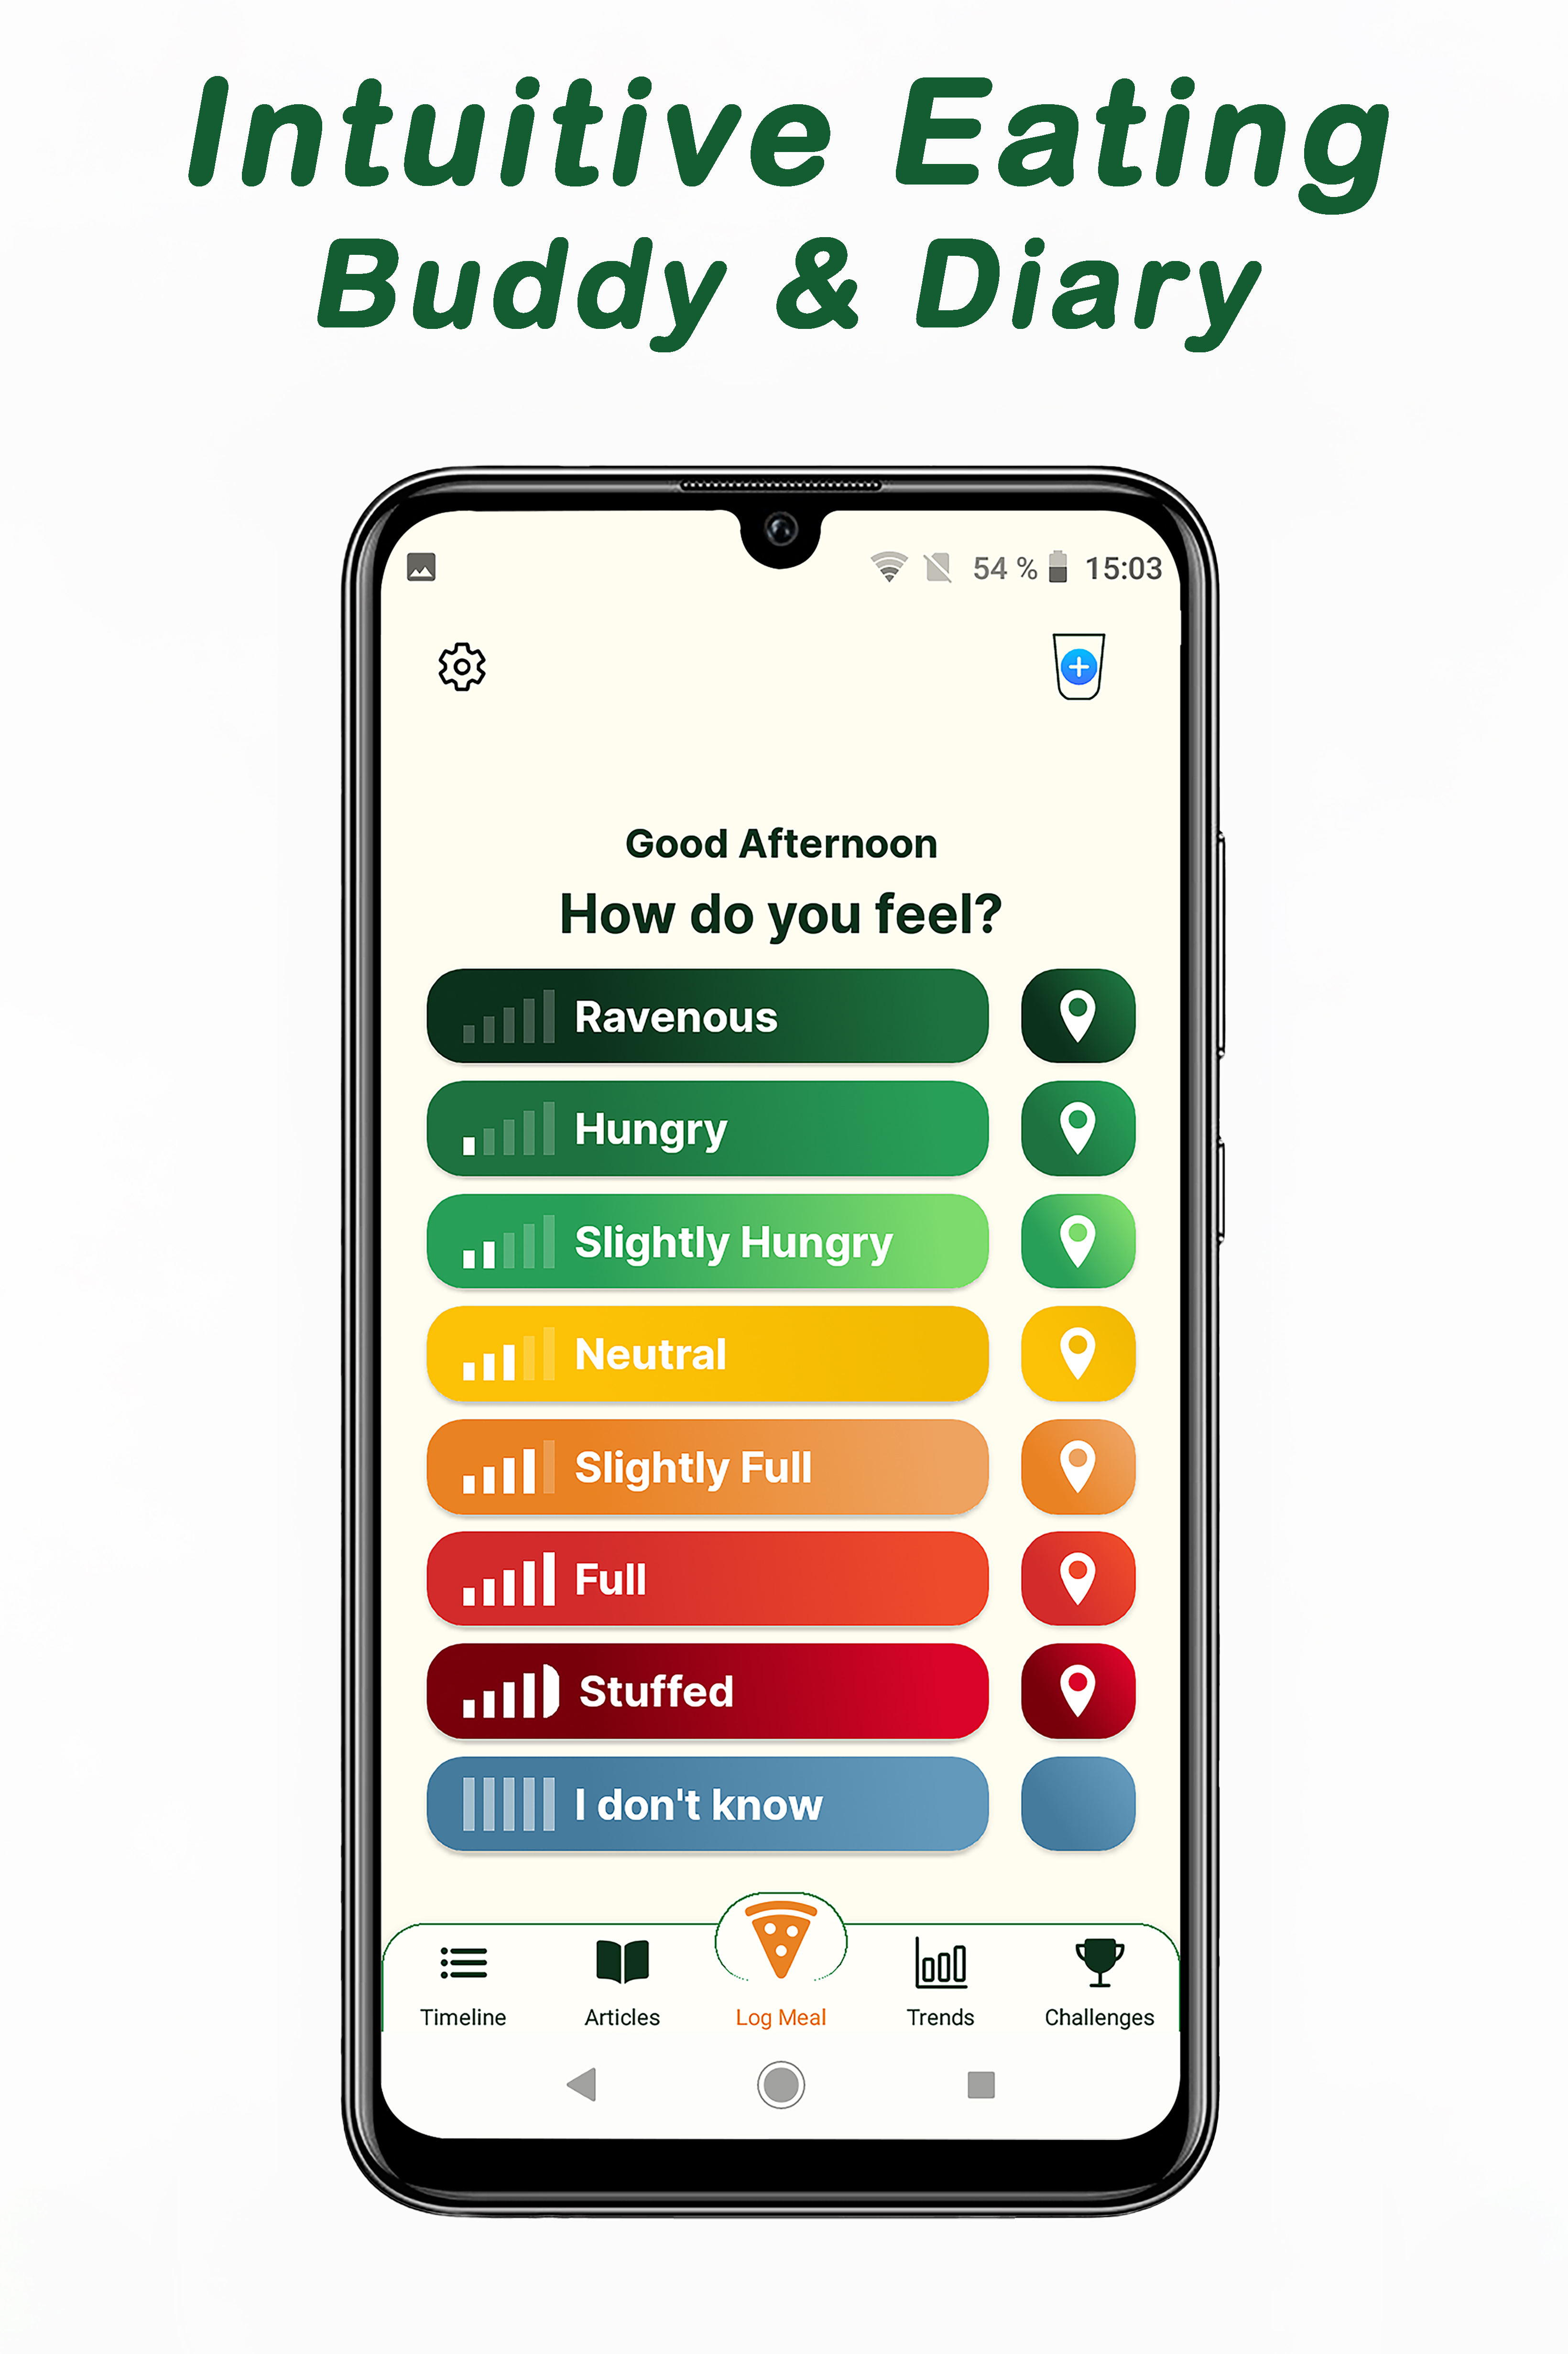 Intuitive Eating
Buddy & Diary
54 % 15:03
Good Afternoon
How do you feel?
Ravenous
Hungry
Slightly Hungry
Neutral
Slightly Full
Full
Stuffed
I don't know
Timeline Articles Log Meal Trends Challenges